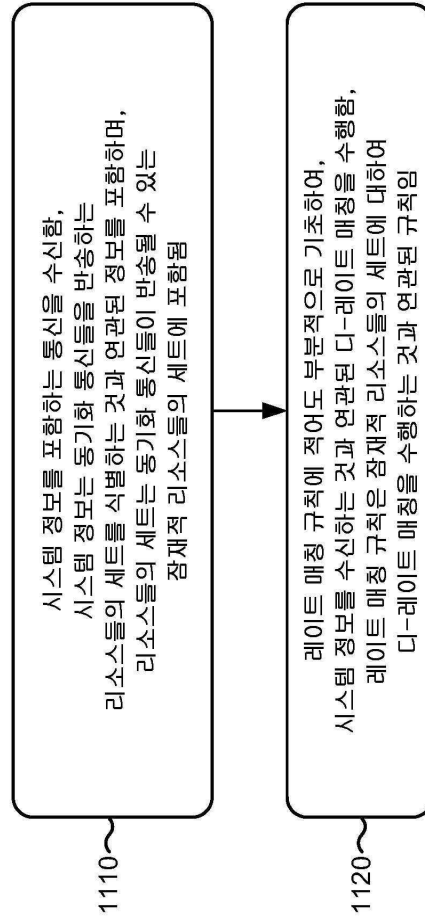 시스템 정보를 포함하는 통신을 수신함,
시스템 정보는 동기화 통신들을 반송하는
리소스들의 세트를 식별하는 것과 연관된 정보를 포함하며,
리소스들의 세트는 동기화 통신들이 반송될 수 있는
잠재적 리소스들의 세트에 포함됨
1110
레이트 매칭 규칙에 적어도 부분적으로 기초하여,
시스템 정보를 수신하는 것과 연관된 디-레이트 매칭을 수행함,
레이트 매칭 규칙은 잠재적 리소스들의 세트에 대하여
디-레이트 매칭을 수행하는 것과 연관된 규칙임
1120